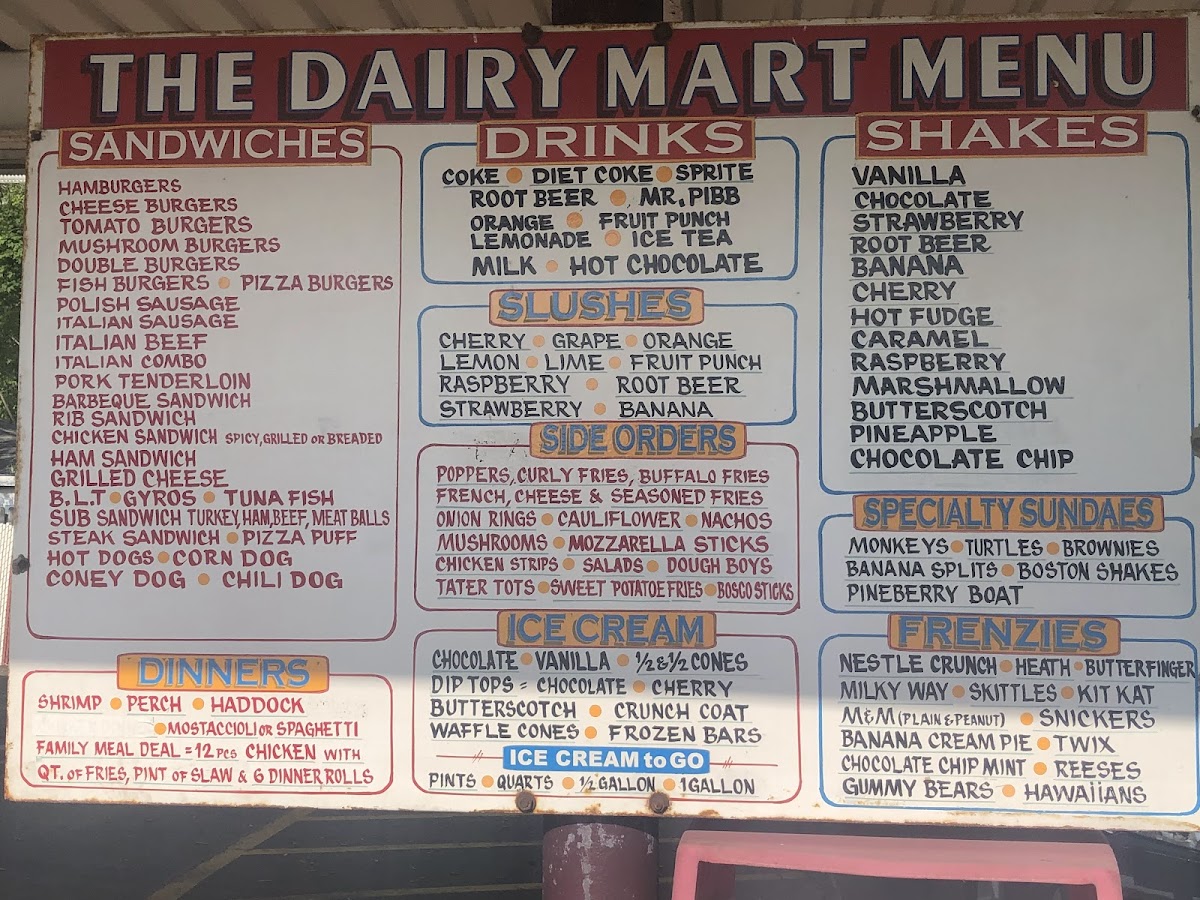 THE DAIRY MART MENU
SANDWICHES
HAMBURGERS
CHEESE BURGERS
TOMATO BURGERS
MUSHROOM BURGERS
DOUBLE BURGERS
FISH BURGERS • PIZZA BURGERS
POLISH SAUSAGE
ITALIAN SAUSAGE
ITALIAN BEEF
ITALIAN COMBO
PORK TENDERLOIN
BARBEQUE SANDWICH
RIB SANDWICH
CHICKEN SANDWICH SPICY, GRILLED OR BREADED
HAM SANDWICH
GRILLED CHEESE
B.L.T • GYROS • TUNA FISH
SUB SANDWICH TURKEY, HAM, BEEF, MEAT BALLS
STEAK SANDWICH • PIZZA PUFF
HOT DOGS • CORN DOG
CONEY DOG • CHILI DOG
DINNERS
SHRIMP • PERCH • HADDOCK
• MOSTACCIOLI OR SPAGHETTI
FAMILY MEAL DEAL = 12 PCS CHICKEN WITH
QT. OF FRIES, PINT OF SLAW & 6 DINNER ROLLS
DRINKS
COKE • DIET COKE • SPRITE
ROOT BEER • MR. PIBB
ORANGE • FRUIT PUNCH
LEMONADE • ICE TEA
MILK • HOT CHOCOLATE
SLUSHES
CHERRY • GRAPE • ORANGE
LEMON • LIME • FRUIT PUNCH
RASPBERRY • ROOT BEER
STRAWBERRY • BANANA
SIDE ORDERS
POPPERS, CURLY FRIES, BUFFALO FRIES
FRENCH, CHEESE & SEASONED FRIES
ONION RINGS • CAULIFLOWER • NACHOS
MUSHROOMS • MOZZARELLA STICKS
CHICKEN STRIPS • SALADS • DOUGH BOYS
TATER TOTS • SWEET POTATOE FRIES • BOSCO STICKS
ICE CREAM
CHOCOLATE • VANILLA • 1/2 & 1/2 CONES
DIP TOPS = CHOCOLATE • CHERRY
BUTTERSCOTCH • CRUNCH COAT
WAFFLE CONES • FROZEN BARS
ICE CREAM to GO
PINTS • QUARTS • 1/2 GALLON • 1 GALLON
SHAKES
VANILLA
CHOCOLATE
STRAWBERRY
ROOT BEER
BANANA
CHERRY
HOT FUDGE
CARAMEL
RASPBERRY
MARSHMALLOW
BUTTERSCOTCH
PINEAPPLE
CHOCOLATE CHIP
SPECIALTY SUNDAES
MONKEYS • TURTLES • BROWNIES
BANANA SPLITS • BOSTON SHAKES
PINEBERRY BOAT
FRENZIES
NESTLE CRUNCH • HEATH • BUTTERFINGER
MILKY WAY • SKITTLES • KIT KAT
M&M (PLAIN & PEANUT) • SNICKERS
BANANA CREAM PIE • TWIX
CHOCOLATE CHIP MINT • REESES
GUMMY BEARS • HAWAiiANS